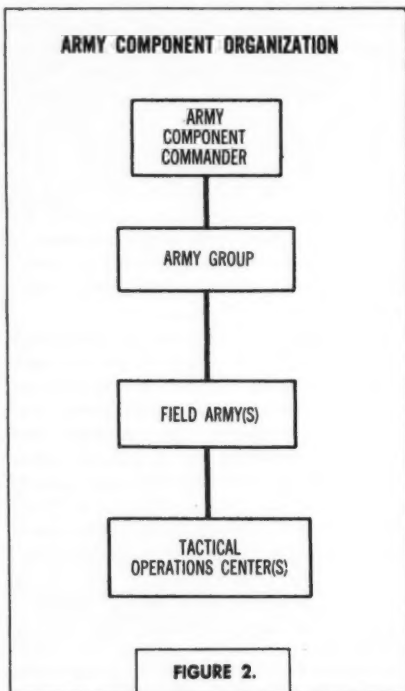 ARMY COMPONENT ORGANIZATION
ARMY
COMPONENT
COMMANDER
ARMY GROUP
FIELD ARMY(S)
TACTICAL
OPERATIONS CENTER(S)
FIGURE 2.